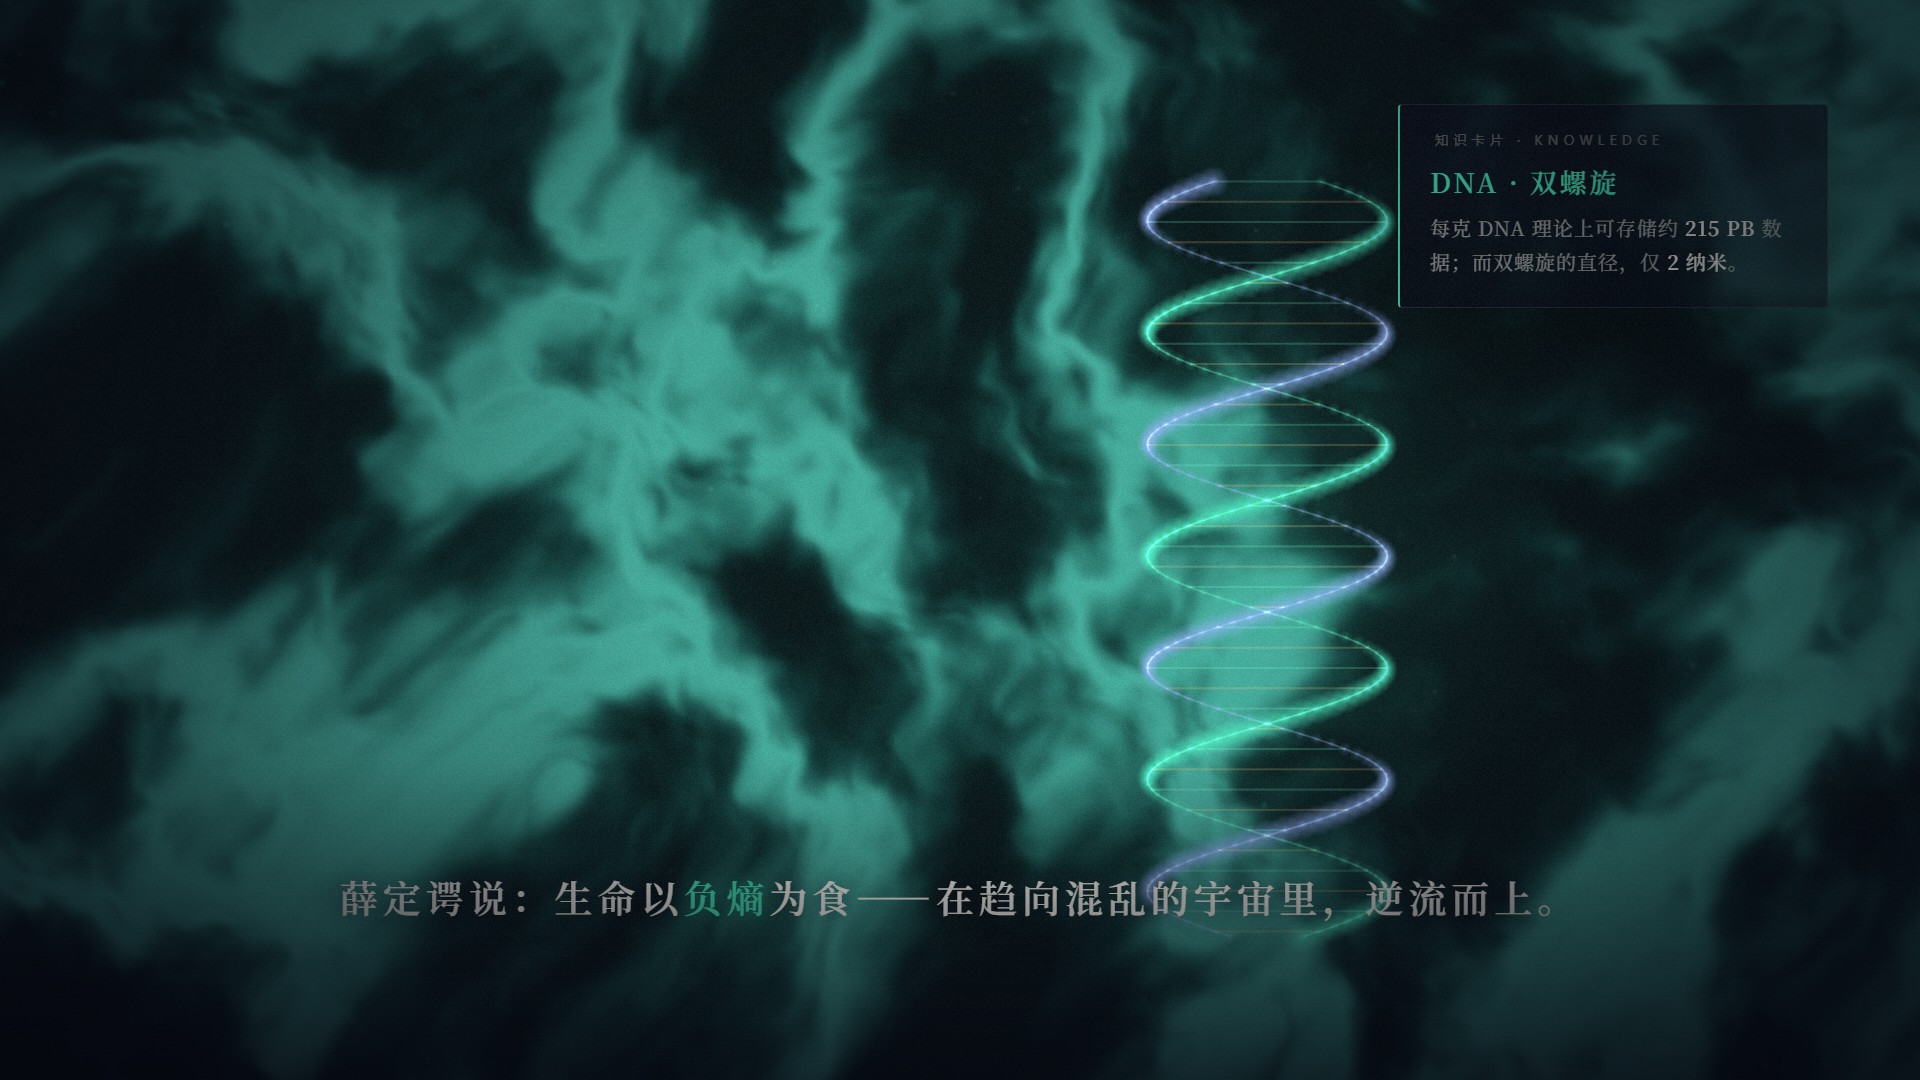 知识卡片 · KNOWLEDGE
DNA · 双螺旋
每克 DNA 理论上可存储约 215 PB 数
据；而双螺旋的直径，仅 2 纳米。
薛定谔说：生命以负熵为食——在趋向混乱的宇宙里，逆流而上。